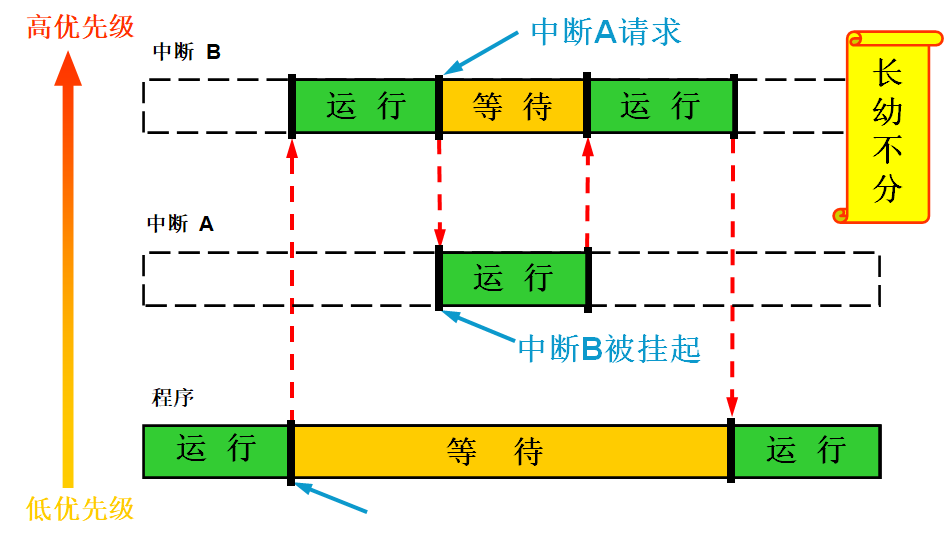 高优先级
中断 B
中断A请求
运 行
等 待
运 行
长幼不分
中断 A
运 行
中断B被挂起
程序
运 行
等 待
运 行
低优先级